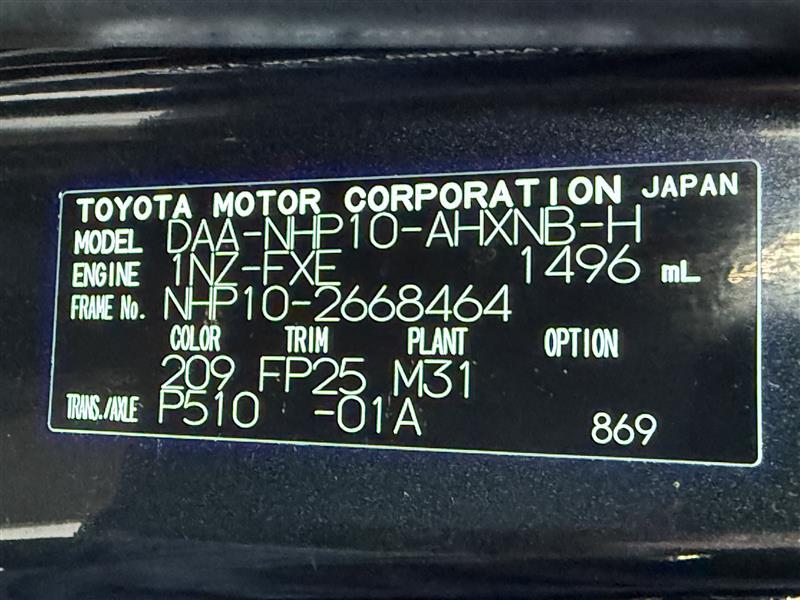 TOYOTA MOTOR CORPORATION JAPAN
MODEL DAA-NHP10-AHXNB-H
ENGINE 1NZ-FXE 1496 mL
FRAME No. NHP10-2668464
COLOR TRIM PLANT OPTION
209 FP25 M31
TRANS./AXLE P510 -01A 869